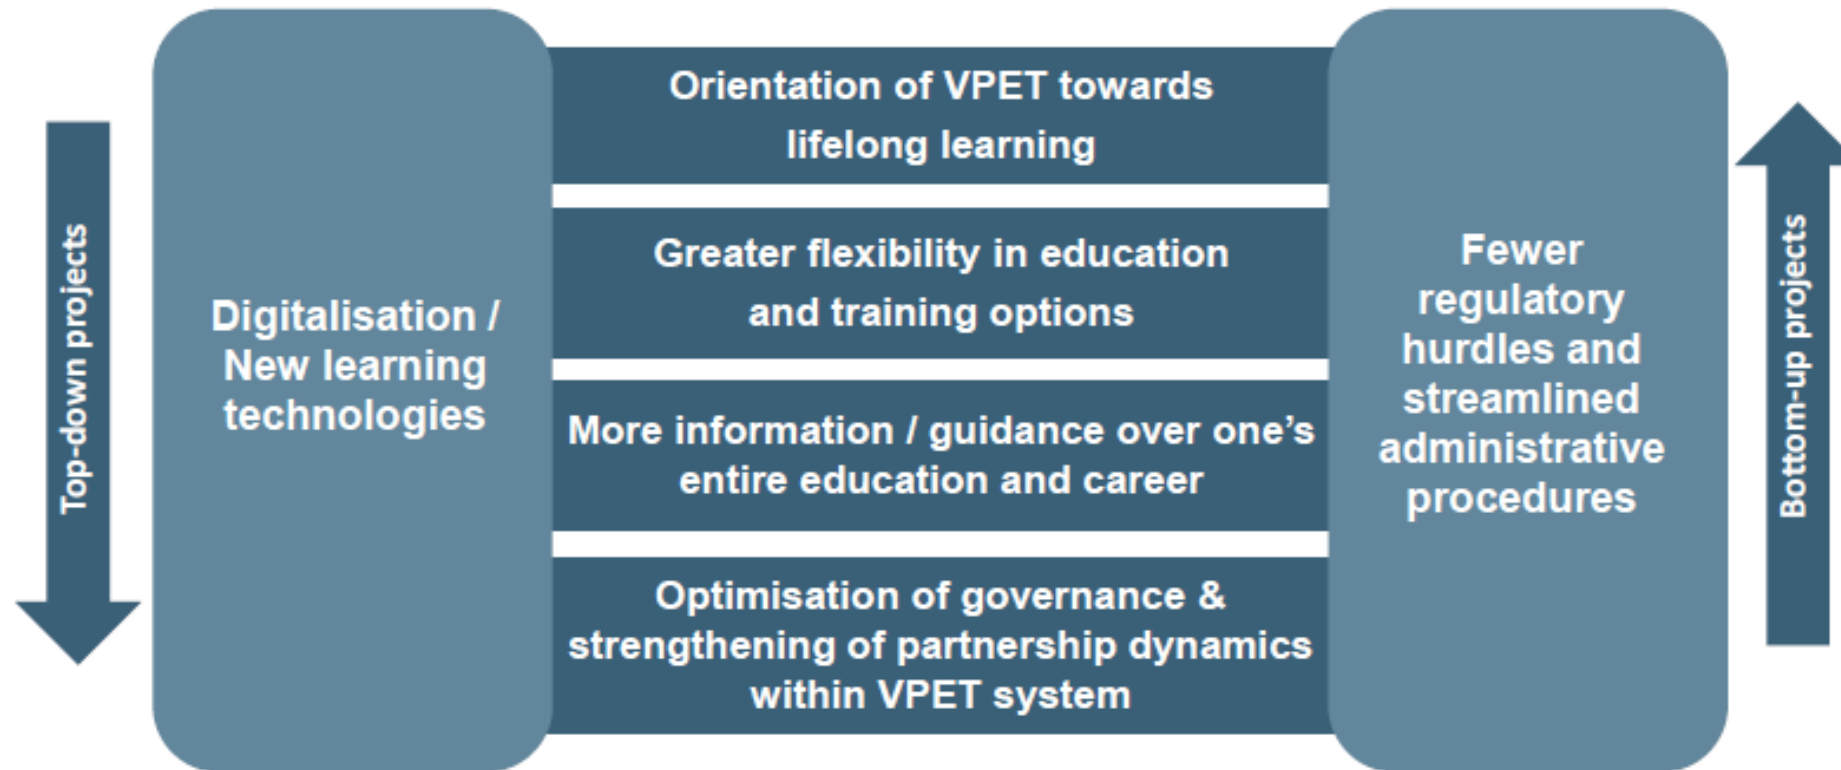 Top-down projects
Digitalisation /
New learning
technologies
Orientation of VPET towards
lifelong learning
Greater flexibility in education
and training options
More information / guidance over one’s
entire education and career
Optimisation of governance &
strengthening of partnership dynamics
within VPET system
Fewer
regulatory
hurdles and
streamlined
administrative
procedures
Bottom-up projects